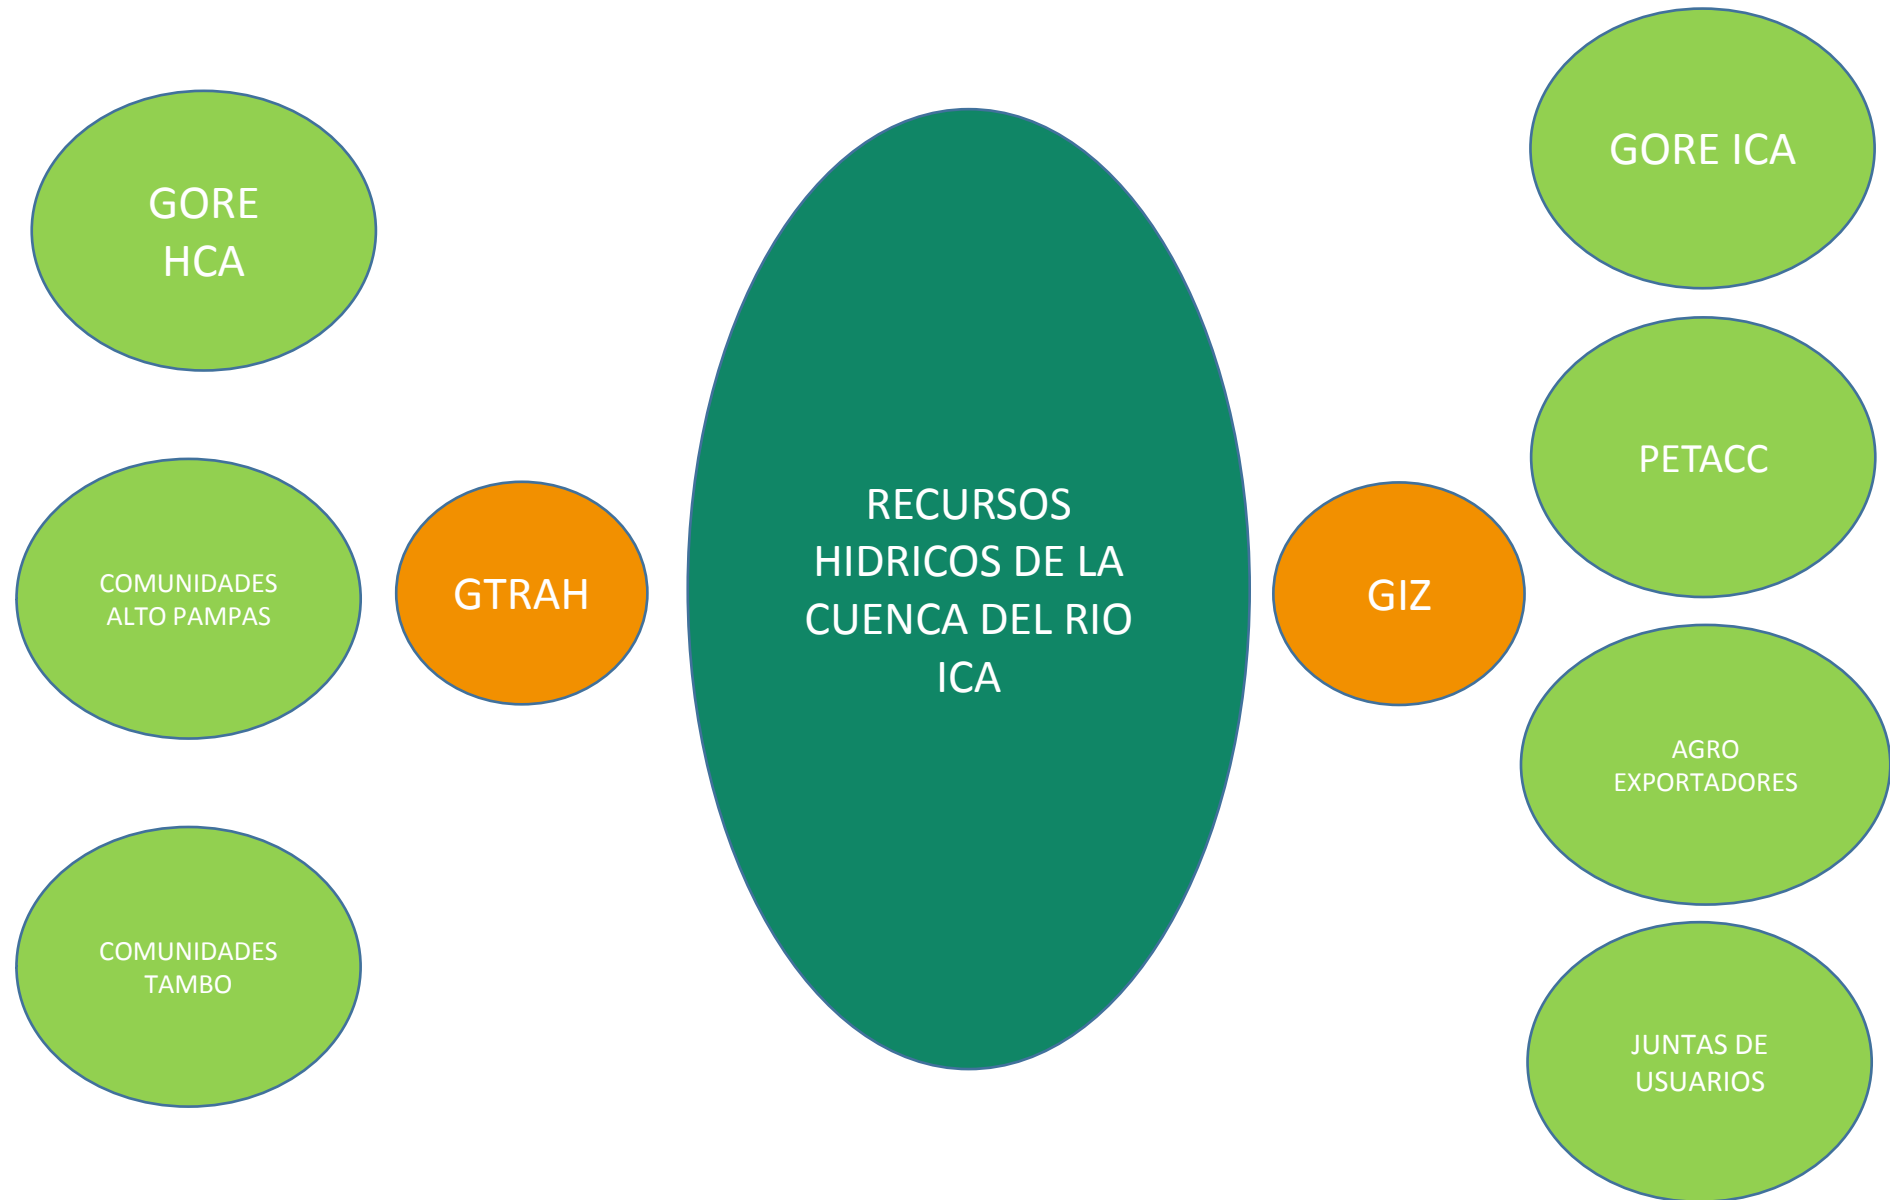 GORE
HCA
COMUNIDADES
ALTO PAMPAS
COMUNIDADES
TAMBO
GTRAH
RECURSOS
HIDRICOS DE LA
CUENCA DEL RIO
ICA
GIZ
GORE ICA
PETACC
AGRO
EXPORTADORES
JUNTAS DE
USUARIOS